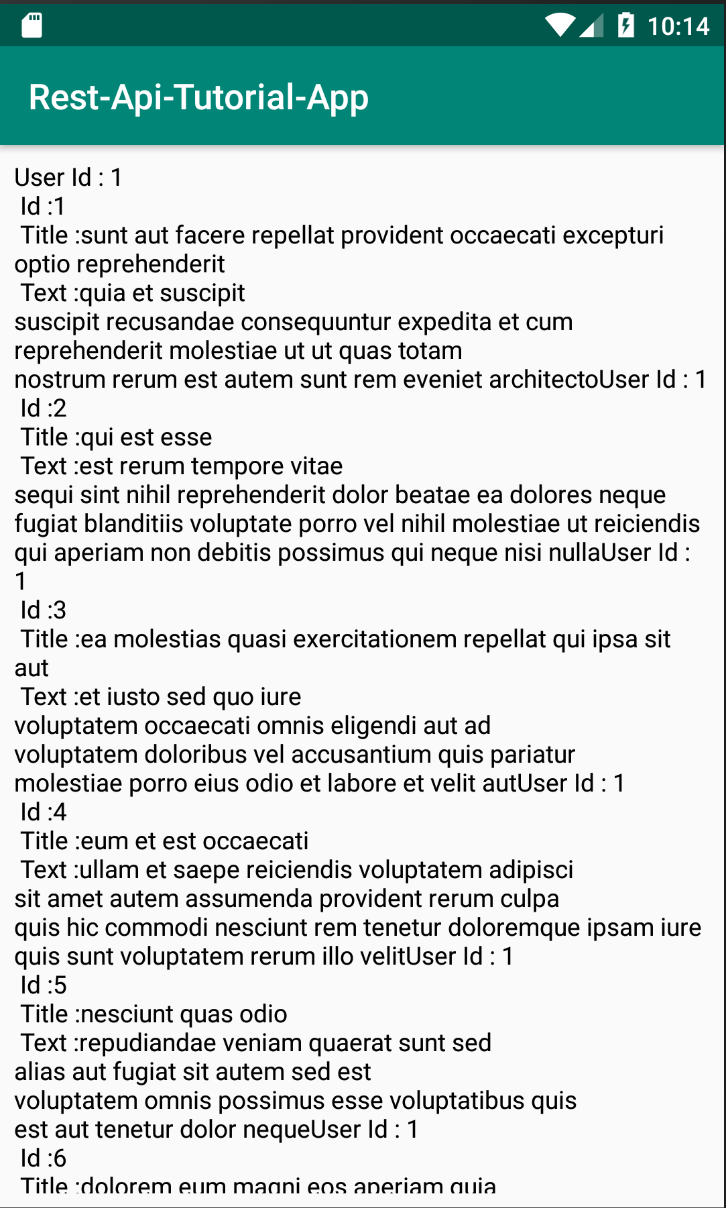 10:14
Rest-Api-Tutorial-App
User Id : 1
Id :1
Title :sunt aut facere repellat provident occaecati excepturi
optio reprehenderit
Text :quia et suscipit
suscipit recusandae consequuntur expedita et cum
reprehenderit molestiae ut ut quas totam
nostrum rerum est autem sunt rem eveniet architectoUser Id : 1
Id :2
Title :qui est esse
Text :est rerum tempore vitae
sequi sint nihil reprehenderit dolor beatae ea dolores neque
fugiat blanditiis voluptate porro vel nihil molestiae ut reiciendis
qui aperiam non debitis possimus qui neque nisi nullaUser Id :
1
Id :3
Title :ea molestias quasi exercitationem repellat qui ipsa sit
aut
Text :et iusto sed quo iure
voluptatem occaecati omnis eligendi aut ad
voluptatem doloribus vel accusantium quis pariatur
molestiae porro eius odio et labore et velit autUser Id : 1
Id :4
Title :eum et est occaecati
Text :ullam et saepe reiciendis voluptatem adipisci
sit amet autem assumenda provident rerum culpa
quis hic commodi nesciunt rem tenetur doloremque ipsam iure
quis sunt voluptatem rerum illo velitUser Id : 1
Id :5
Title :nesciunt quas odio
Text :repudiandae veniam quaerat sunt sed
alias aut fugiat sit autem sed est
voluptatem omnis possimus esse voluptatibus quis
est aut tenetur dolor nequeUser Id : 1
Id :6
Title :dolorem eum magni eos aperiam quia